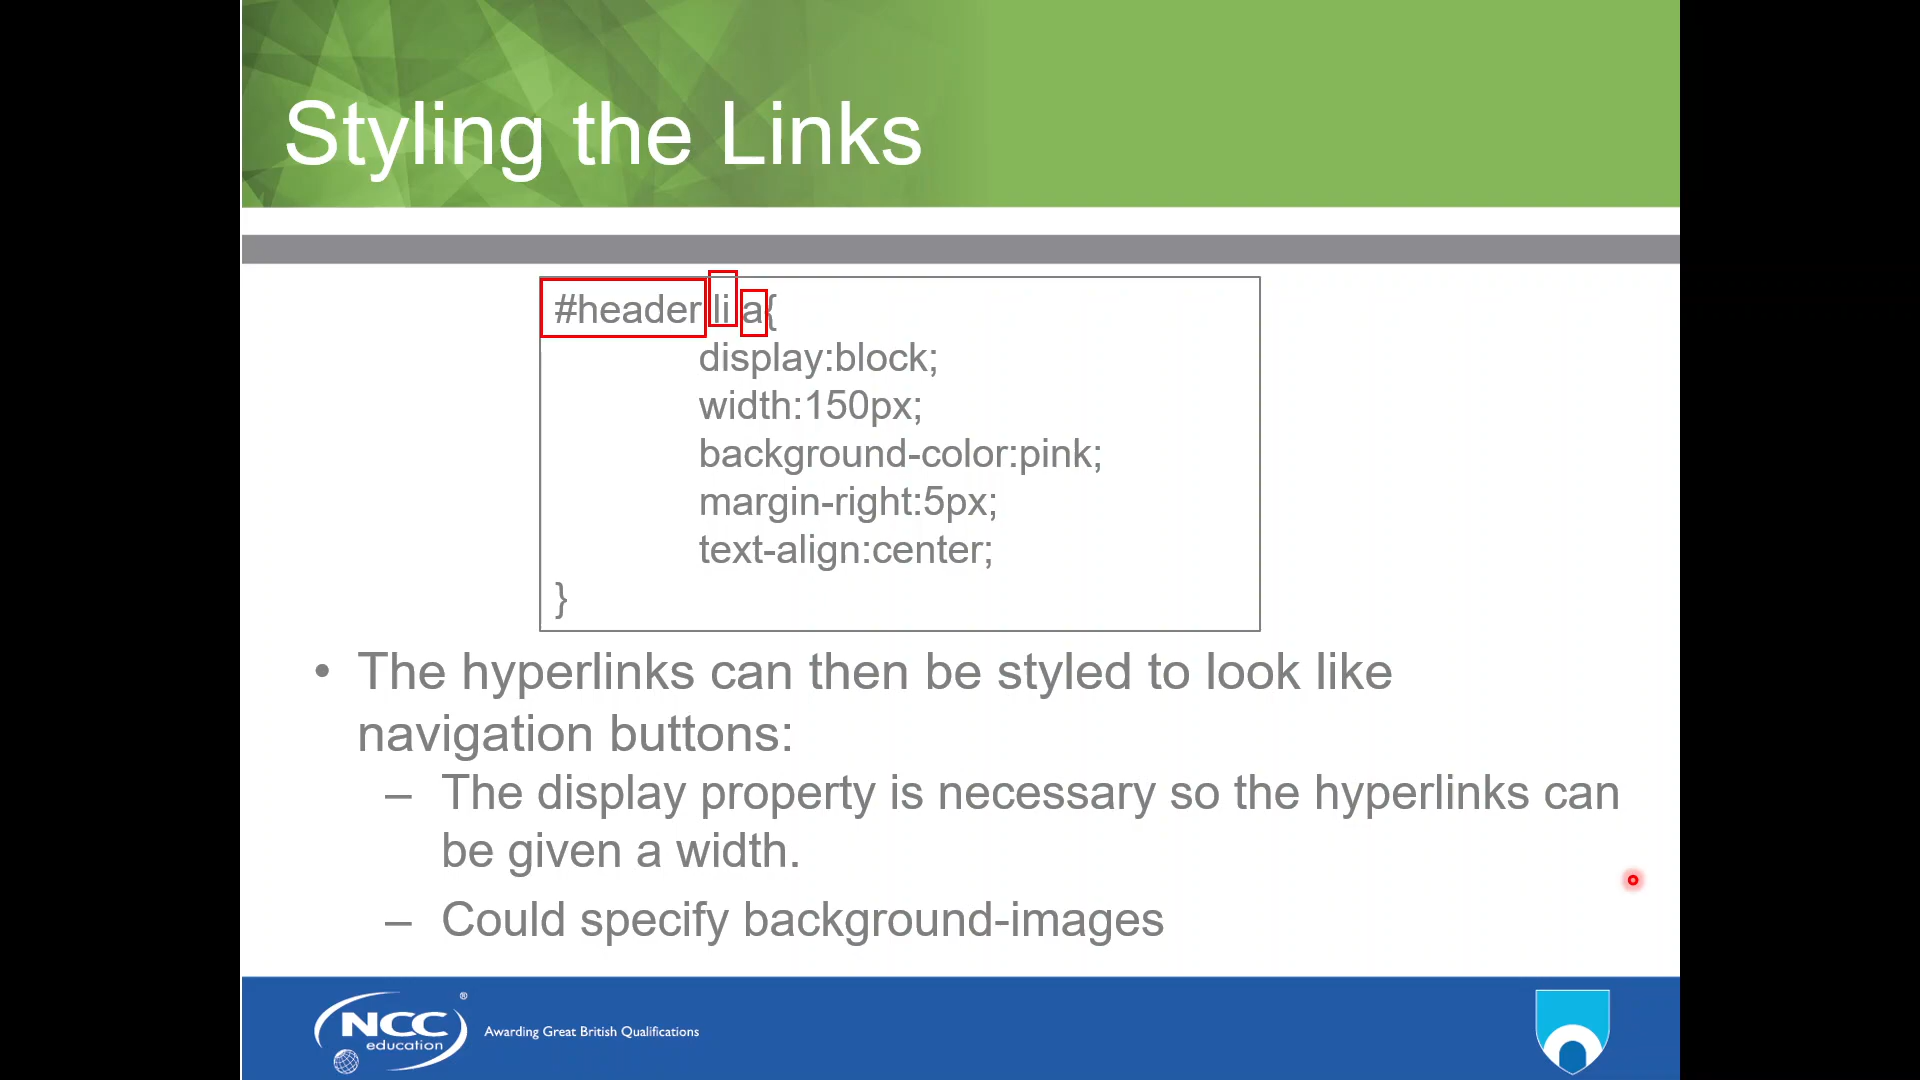 Styling the Links
#header li a{
display:block;
width:150px;
background-color:pink;
margin-right:5px;
text-align:center;
}
• The hyperlinks can then be styled to look like
navigation buttons:
– The display property is necessary so the hyperlinks can
be given a width.
– Could specify background-images
NCC ®
education
Awarding Great British Qualifications